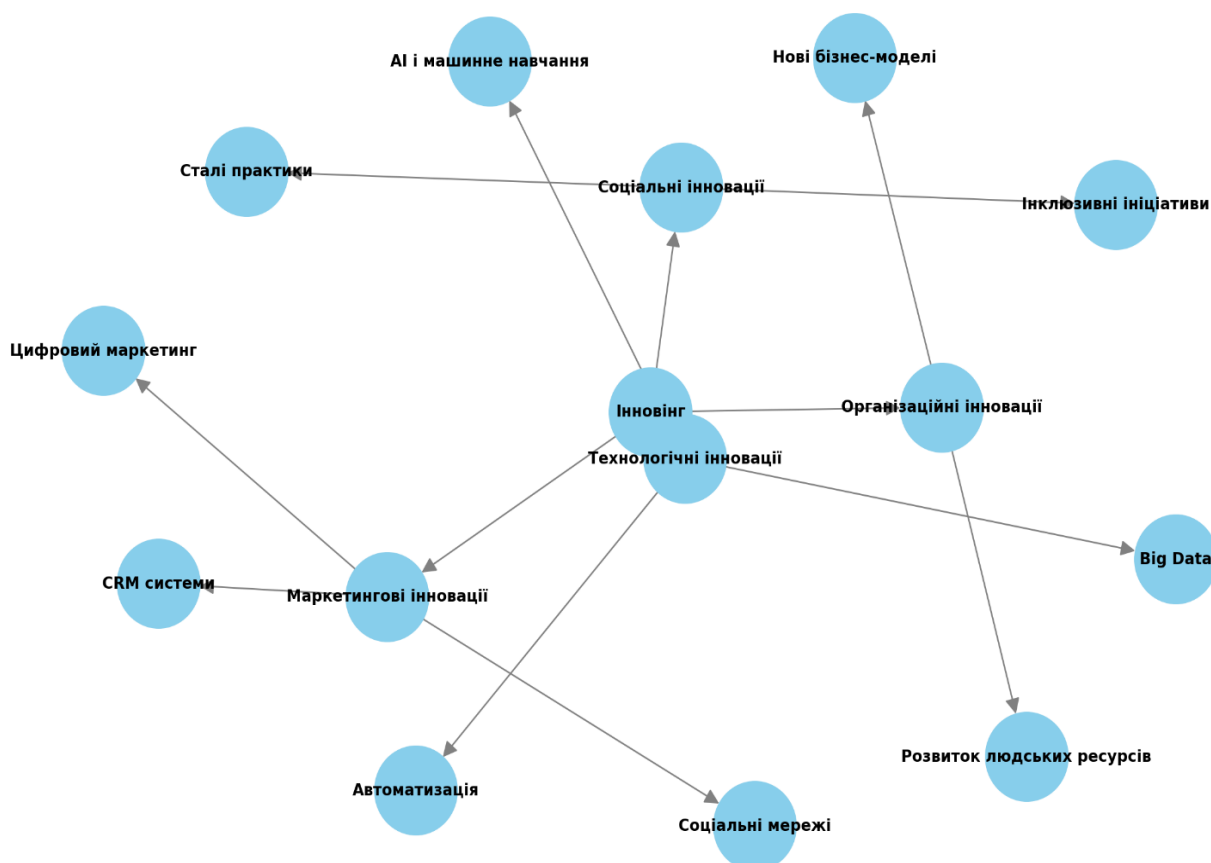 Нові бізнес-моделі
AI і машинне навчання
Сталі практики
Соціальні інновації
Інклюзивні ініціативи
Цифровий маркетинг
Інновінг
Організаційні інновації
Технологічні інновації
Big Data
CRM системи
Маркетингові інновації
Розвиток людських ресурсів
Автоматизація
Соціальні мережі